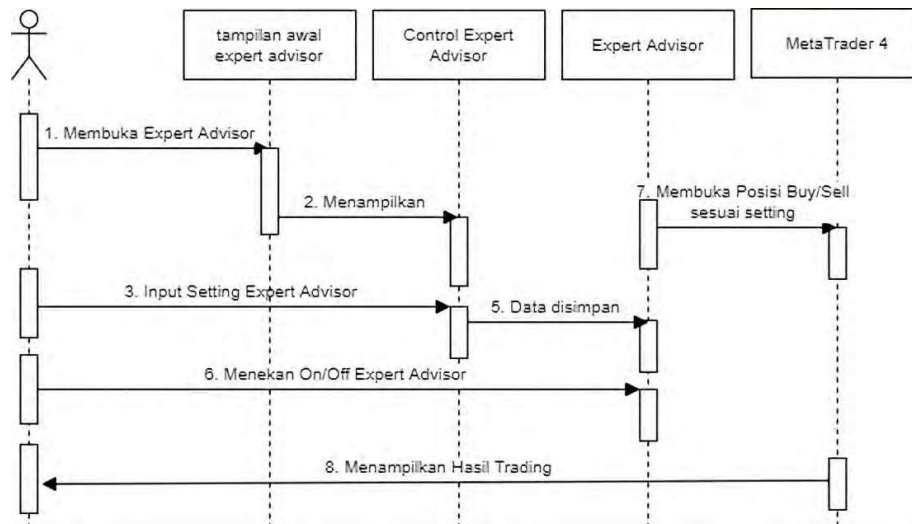 tampilan awal
expert advisor
Control Expert
Advisor
Expert Advisor
MetaTrader 4
1. Membuka Expert Advisor
2. Menampilkan
7. Membuka Posisi Buy/Sell
sesuai setting
3. Input Setting Expert Advisor
5. Data disimpan
6. Menekan On/Off Expert Advisor
8. Menampilkan Hasil Trading